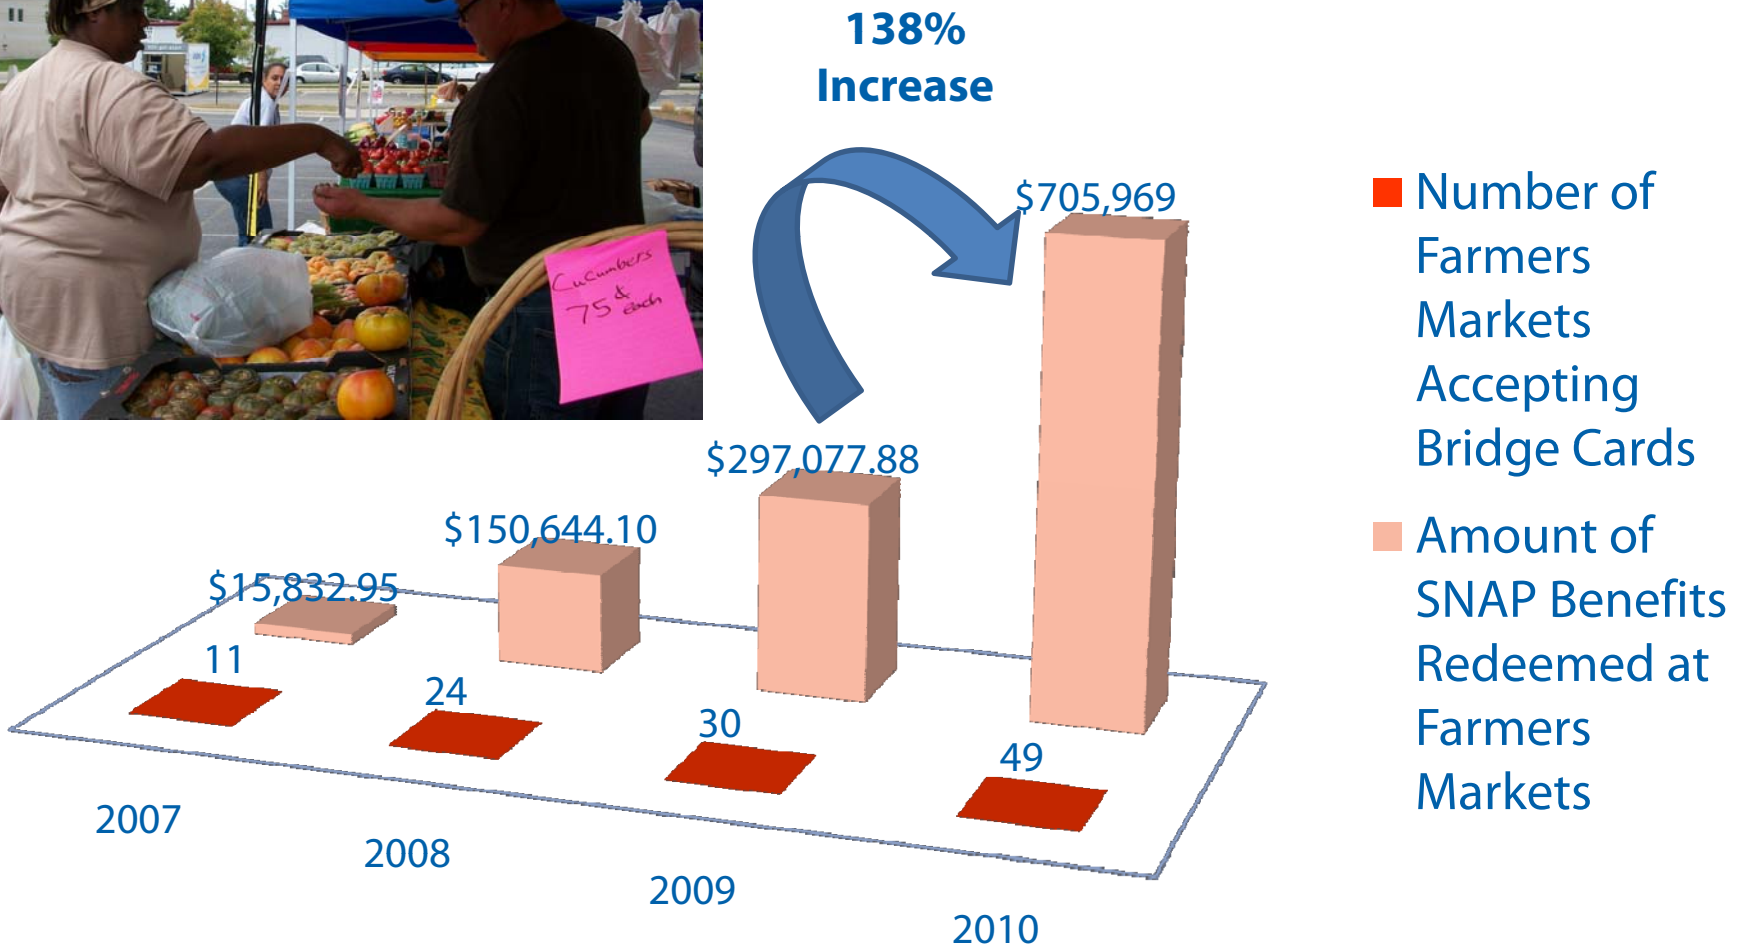 138%
Increase
Cucumbers
75 ¢ each
$705,969
$297,077.88
$150,644.10
$15,832.95
11
24
30
49
2007
2008
2009
2010
Number of
Farmers
Markets
Accepting
Bridge Cards
Amount of
SNAP Benefits
Redeemed at
Farmers
Markets